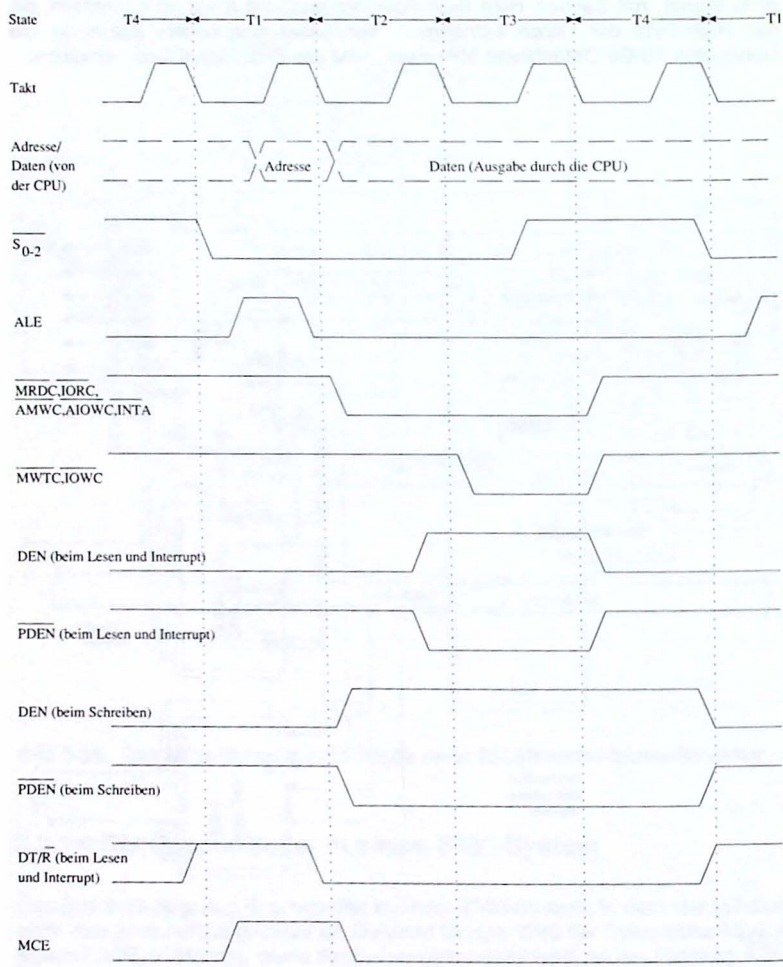 State T4 T1 T2 T3 T4 T1
Takt
Adresse/
Daten (von
der CPU)
Adresse Daten (Ausgabe durch die CPU)
S0-2
ALE
MRDC,IORC,
AMWC,AIOWC,INTA
MWTC,IOWC
DEN (beim Lesen und Interrupt)
PDEN (beim Lesen und Interrupt)
DEN (beim Schreiben)
PDEN (beim Schreiben)
DT/R (beim Lesen
und Interrupt)
MCE